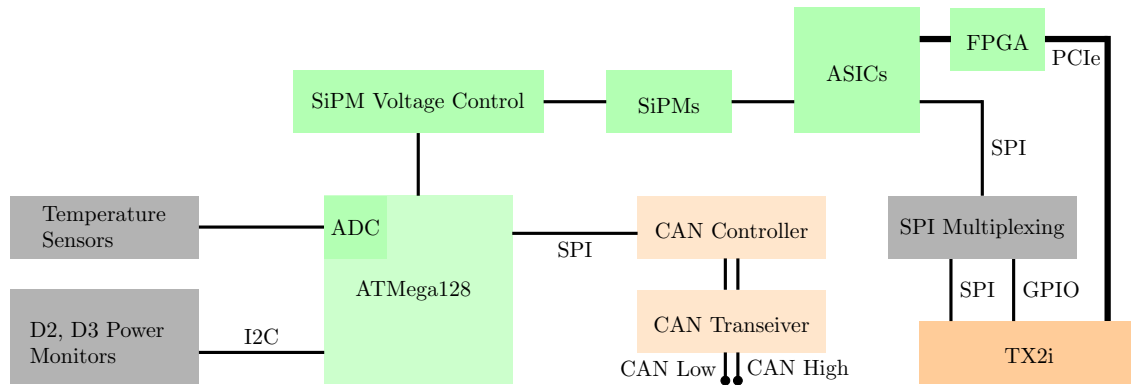 FPGA
PCIe
ASICs
SiPM Voltage Control
SiPMs
SPI
Temperature
Sensors
ADC
CAN Controller
SPI Multiplexing
SPI
ATMega128
SPI
GPIO
D2, D3 Power
Monitors
I2C
CAN Transeiver
TX2i
CAN Low
CAN High